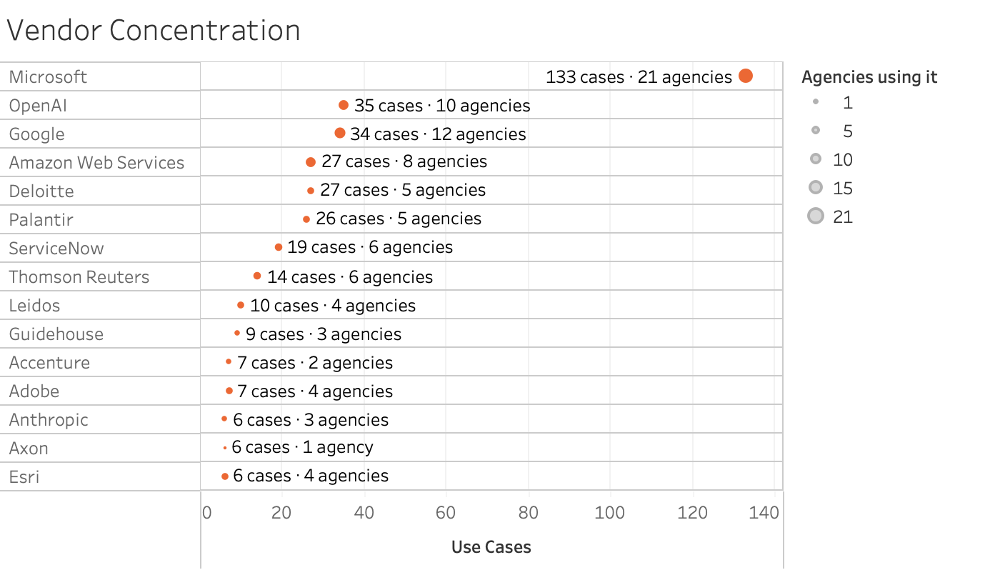 Vendor Concentration
Microsoft 133 cases · 21 agencies
OpenAI 35 cases · 10 agencies
Google 34 cases · 12 agencies
Amazon Web Services 27 cases · 8 agencies
Deloitte 27 cases · 5 agencies
Palantir 26 cases · 5 agencies
ServiceNow 19 cases · 6 agencies
Thomson Reuters 14 cases · 6 agencies
Leidos 10 cases · 4 agencies
Guidehouse 9 cases · 3 agencies
Accenture 7 cases · 2 agencies
Adobe 7 cases · 4 agencies
Anthropic 6 cases · 3 agencies
Axon 6 cases · 1 agency
Esri 6 cases · 4 agencies
0 20 40 60 80 100 120 140
Use Cases
Agencies using it
1
5
10
15
21